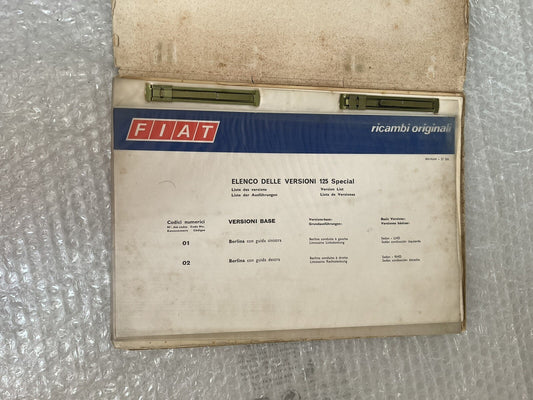 FIAT
ricambi originali
ELENCO DELLE VERSIONI 125 Special
Liste des versions Version List
Liste der Ausführungen Lista de Versiones
Codici numerici
VERSIONI BASE
Versions base:
Grundausführungen:
Basic Versions:
Versiones básicas:
01 Berlina con guida sinistra
Berline conduite à gauche
Limousine Linkslenkung
Sedan - LHD
Sedan conducción izquierda
02 Berlina con guida destra
Berline conduite à droite
Limousine Rechtslenkung
Sedan - RHD
Sedan conducción derecha